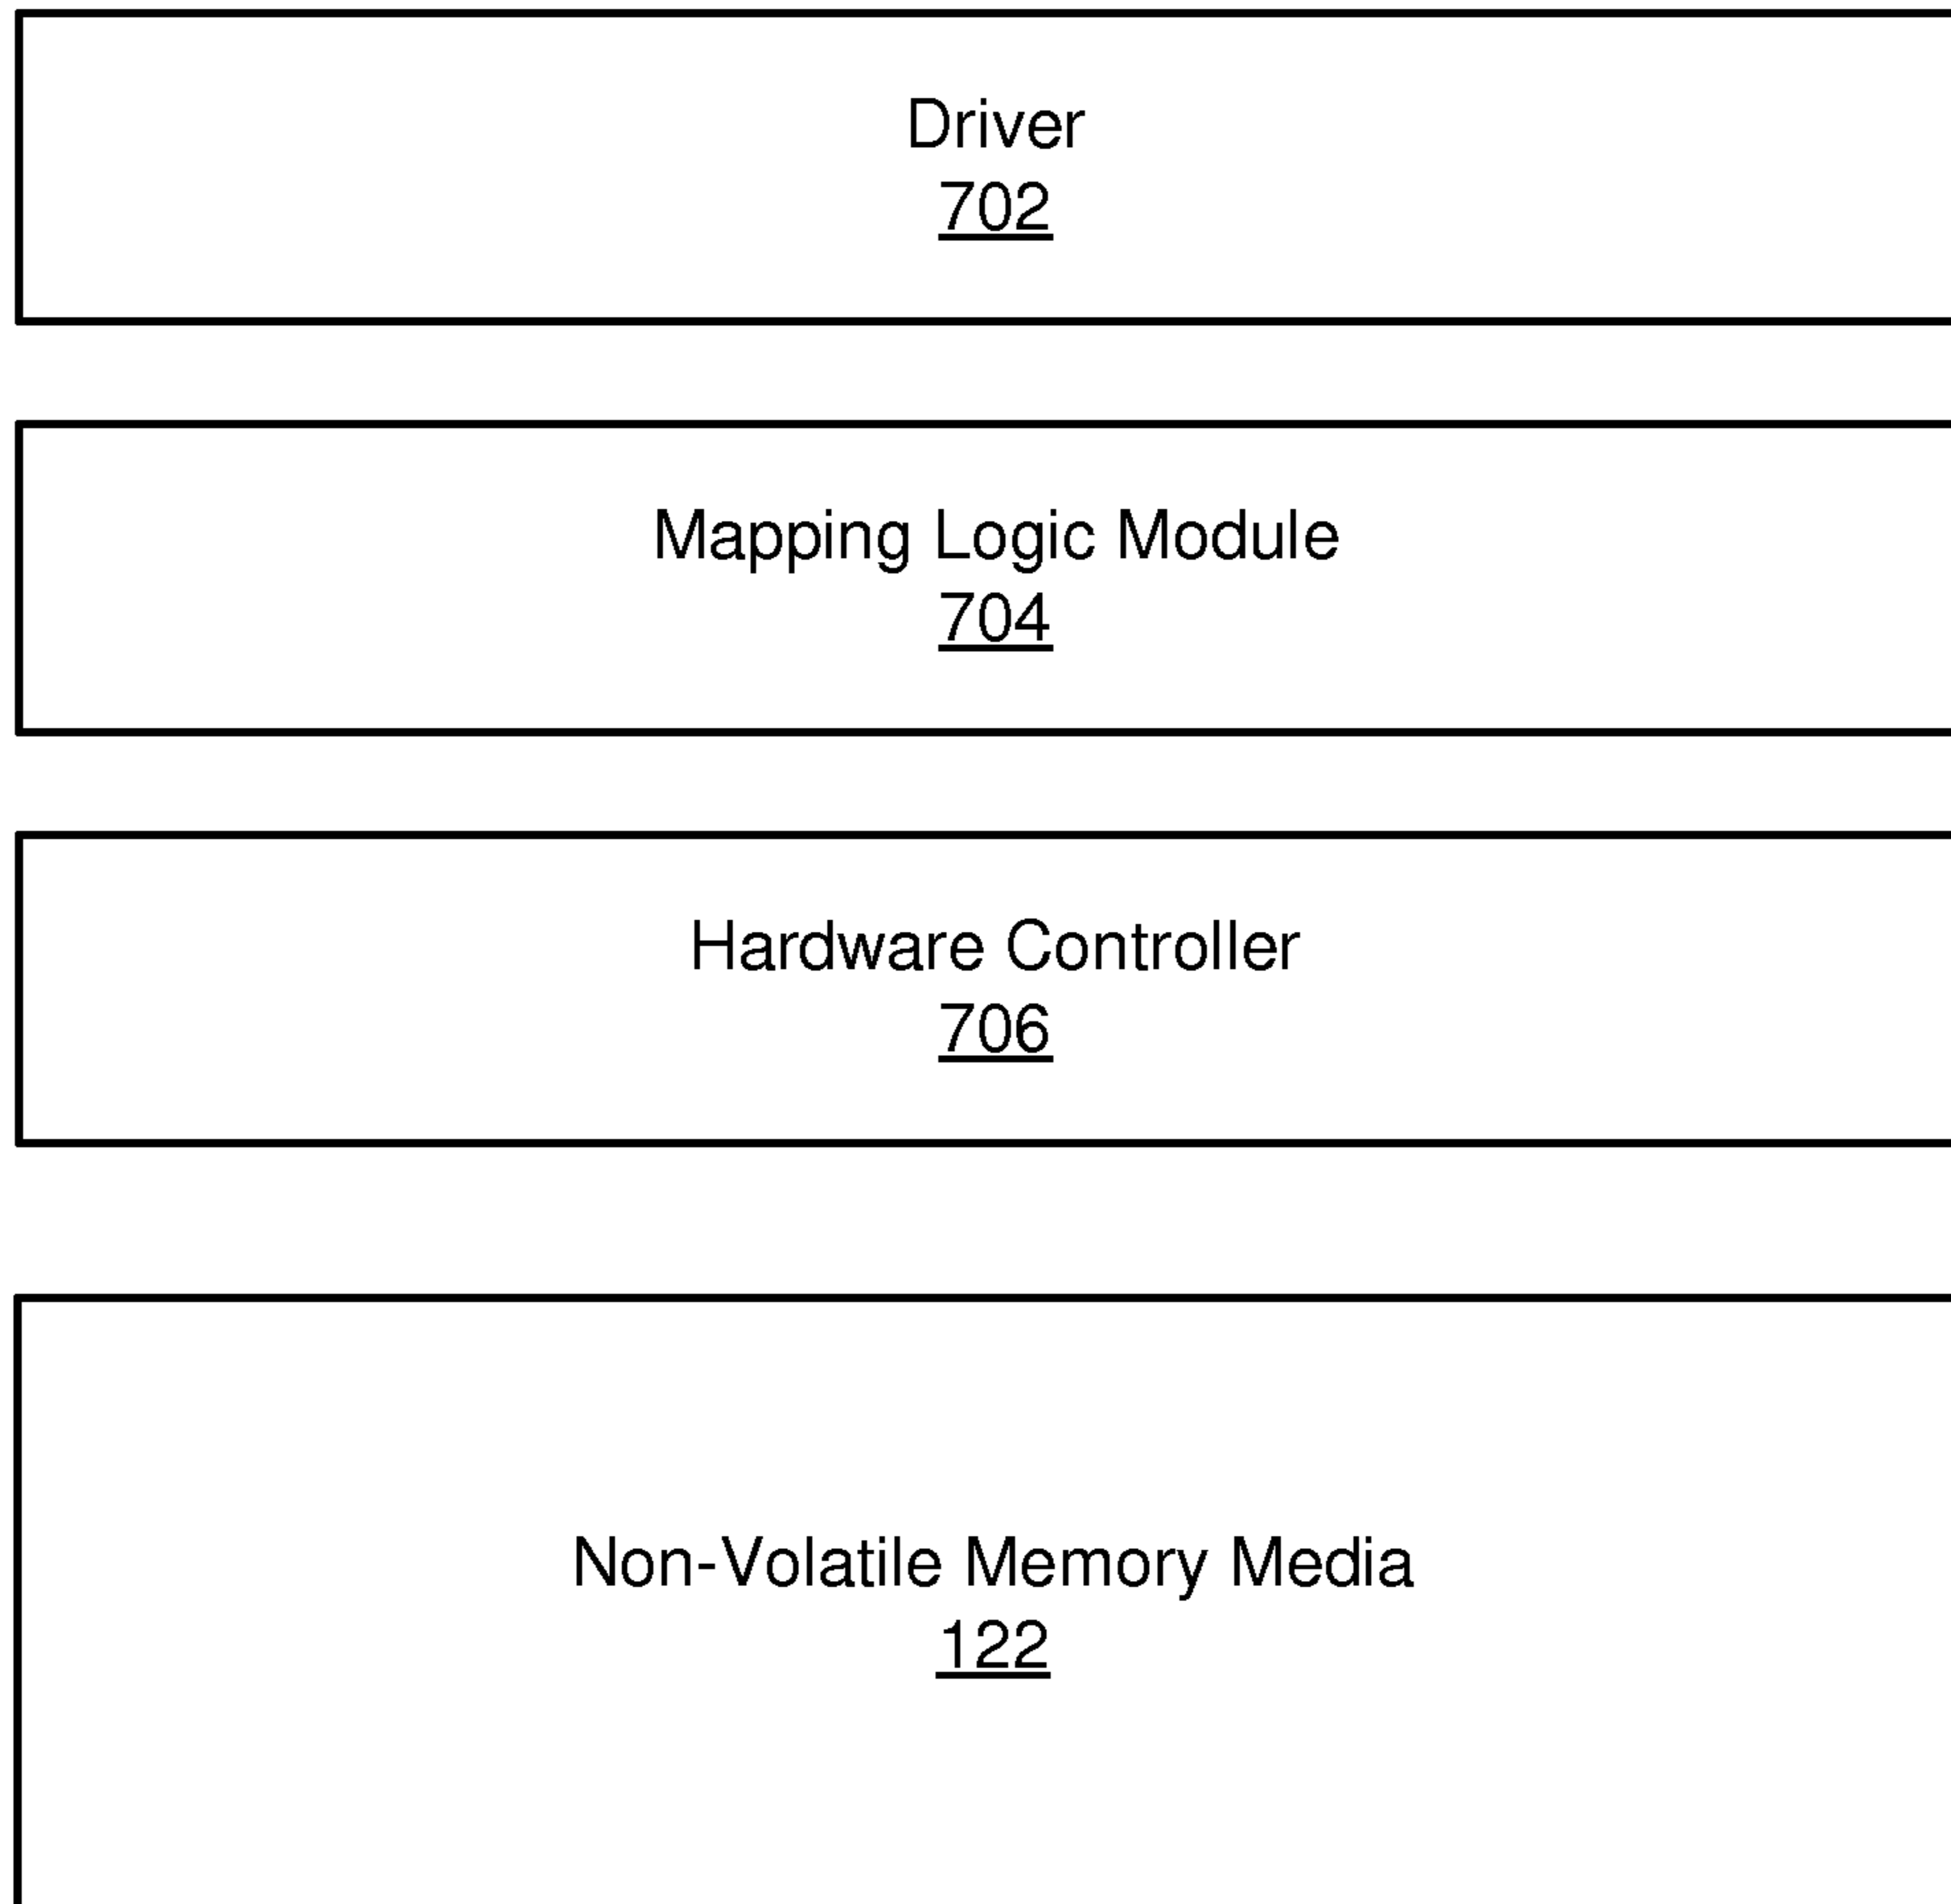 Driver
702
Mapping Logic Module
704
Hardware Controller
706
Non-Volatile Memory Media
122